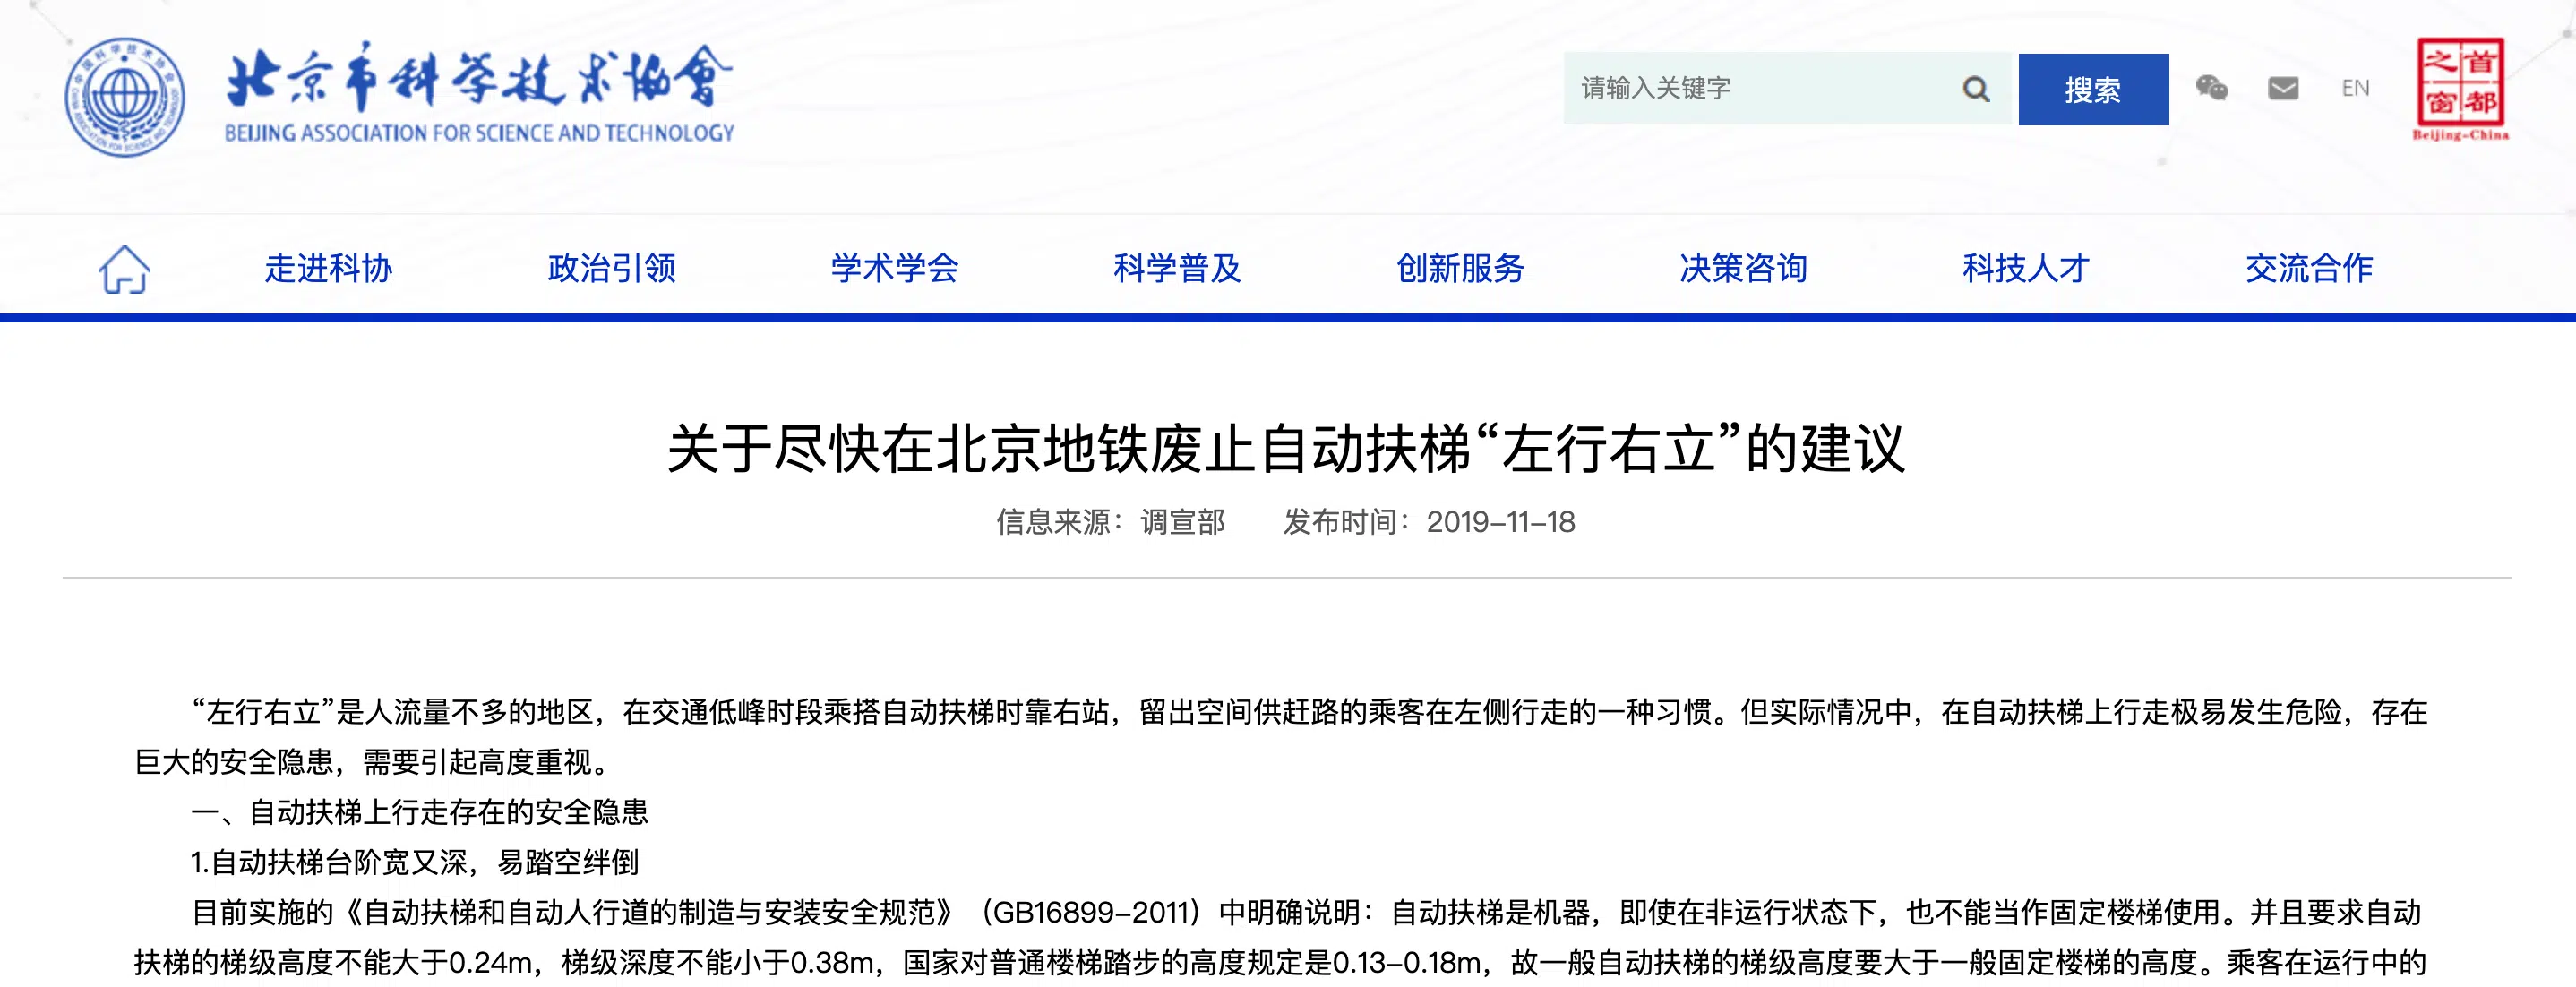 北京市科学技术协會
BEIJING ASSOCIATION FOR SCIENCE AND TECHNOLOGY
请输入关键字
搜索
EN
首都之窗
Beijing-China
走进科协
政治引领
学术学会
科学普及
创新服务
决策咨询
科技人才
交流合作
关于尽快在北京地铁废止自动扶梯“左行右立”的建议
信息来源：调宣部 发布时间：2019-11-18
“左行右立”是人流量不多的地区，在交通低峰时段乘搭自动扶梯时靠右站，留出空间供赶路的乘客在左侧行走的一种习惯。但实际情况中，在自动扶梯上行走极易发生危险，存在
巨大的安全隐患，需要引起高度重视。
一、自动扶梯上行走存在的安全隐患
1.自动扶梯台阶宽又深，易踏空绊倒
目前实施的《自动扶梯和自动人行道的制造与安装安全规范》（GB16899-2011）中明确说明：自动扶梯是机器，即使在非运行状态下，也不能当作固定楼梯使用。并且要求自动
扶梯的梯级高度不能大于0.24m，梯级深度不能小于0.38m，国家对普通楼梯踏步的高度规定是0.13-0.18m，故一般自动扶梯的梯级高度要大于一般固定楼梯的高度。乘客在运行中的